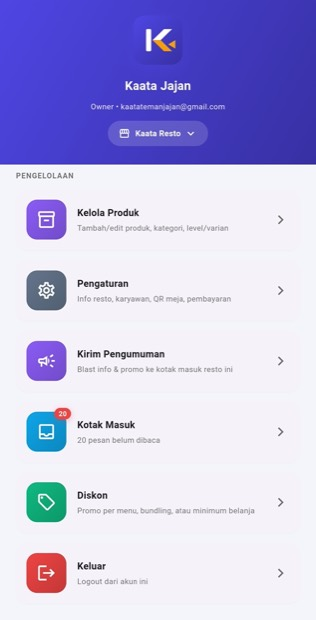 Kaata Jajan
Owner • kaatatemanjajan@gmail.com
Kaata Resto
PENGELOLAAN
Kelola Produk
Tambah/edit produk, kategori, level/varian
Pengaturan
Info resto, karyawan, QR meja, pembayaran
Kirim Pengumuman
Blast info & promo ke kotak masuk resto ini
20
Kotak Masuk
20 pesan belum dibaca
Diskon
Promo per menu, bundling, atau minimum belanja
Keluar
Logout dari akun ini